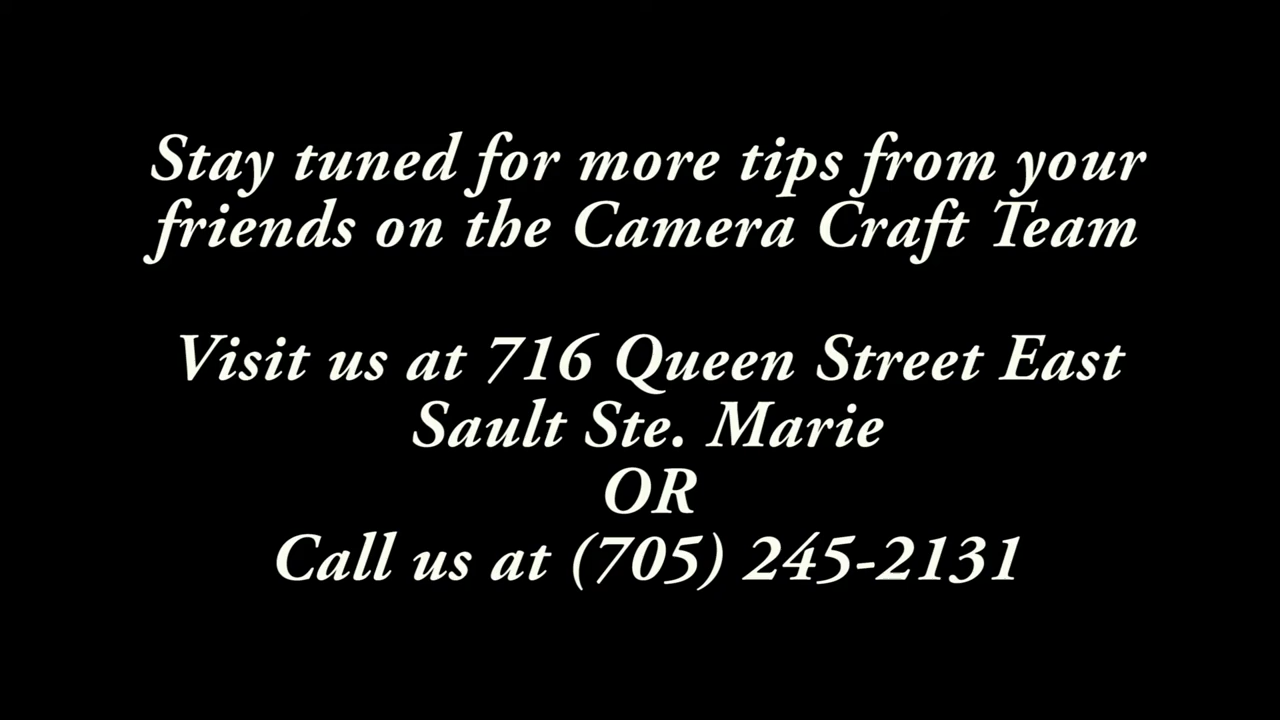 Stay tuned for more tips from your
friends on the Camera Craft Team
Visit us at 716 Queen Street East
Sault Ste. Marie
OR
Call us at (705) 245-2131